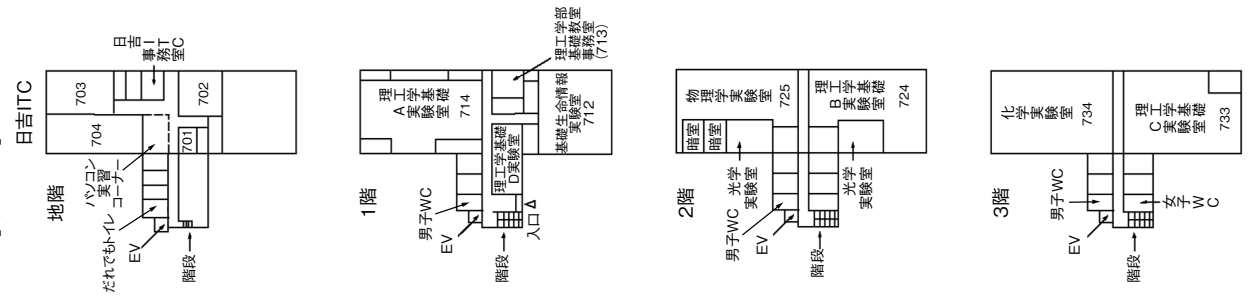 日吉ITC
地階
703
704
702
701
日吉ITC
事務室
パソコン
実習
コーナー
だれでもトイレ
EV
階段
1階
理工学基礎
A実験室
714
理工学部
基礎教室
事務室
(713)
基礎生命情報
実験室
712
理工学基礎
D実験室
男子WC
EV
入口
階段
2階
物理学実験室
725
理工学基礎
B実験室
724
暗室
暗室
光学
実験室
光学
実験室
男子WC
EV
階段
3階
化学実験室
734
理工学基礎
C実験室
733
男子WC
女子WC
EV
階段